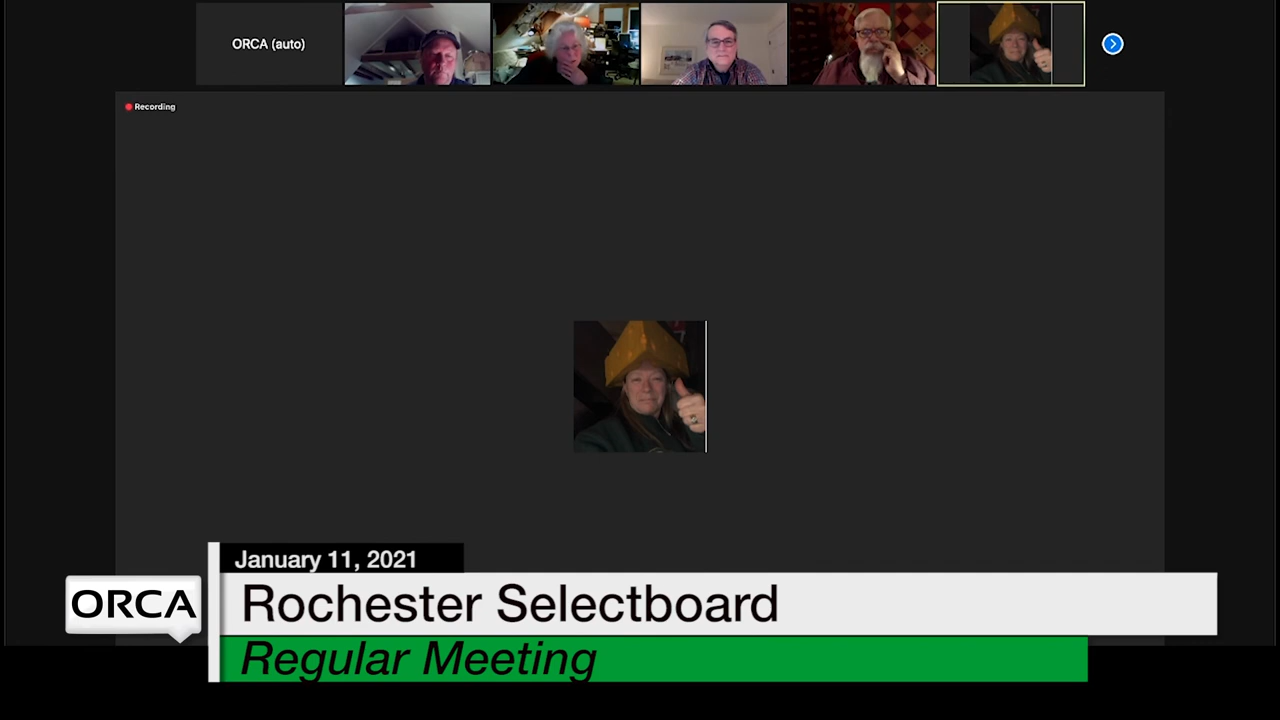 ORCA (auto)
Recording
January 11, 2021
ORCA
Rochester Selectboard
Regular Meeting